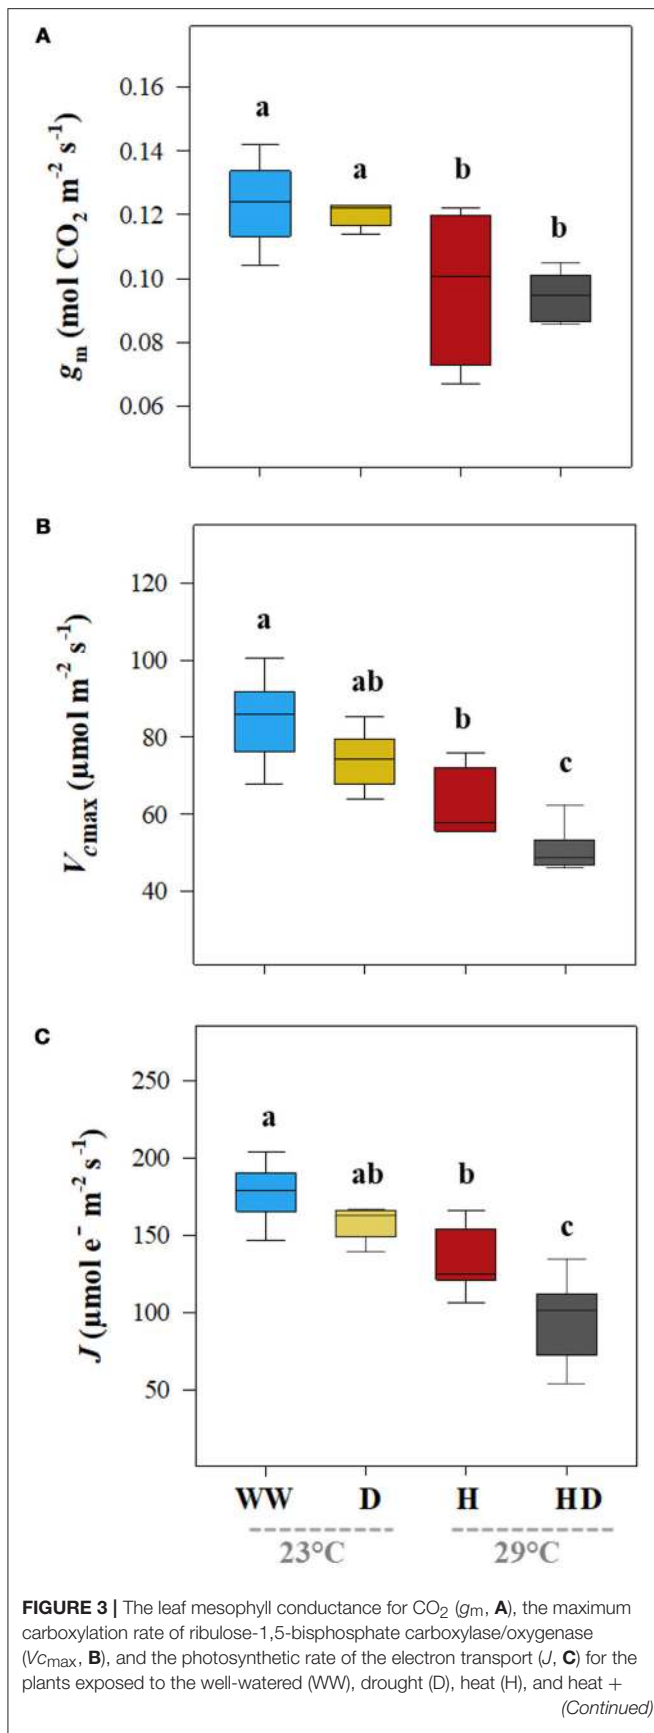 A
0.16
0.14
0.12
0.10
0.08
0.06
gm (mol CO2 m-2 s-1)
a
a
b
b
B
120
100
80
60
40
Vcmax (µmol m-2 s-1)
a
ab
b
c
C
250
200
150
100
50
J (µmol e- m-2 s-1)
a
ab
b
c
WW D H HD
23°C 29°C
FIGURE 3 | The leaf mesophyll conductance for CO2 (gm, A), the maximum
carboxylation rate of ribulose-1,5-bisphosphate carboxylase/oxygenase
(Vcmax, B), and the photosynthetic rate of the electron transport (J, C) for the
plants exposed to the well-watered (WW), drought (D), heat (H), and heat +
(Continued)